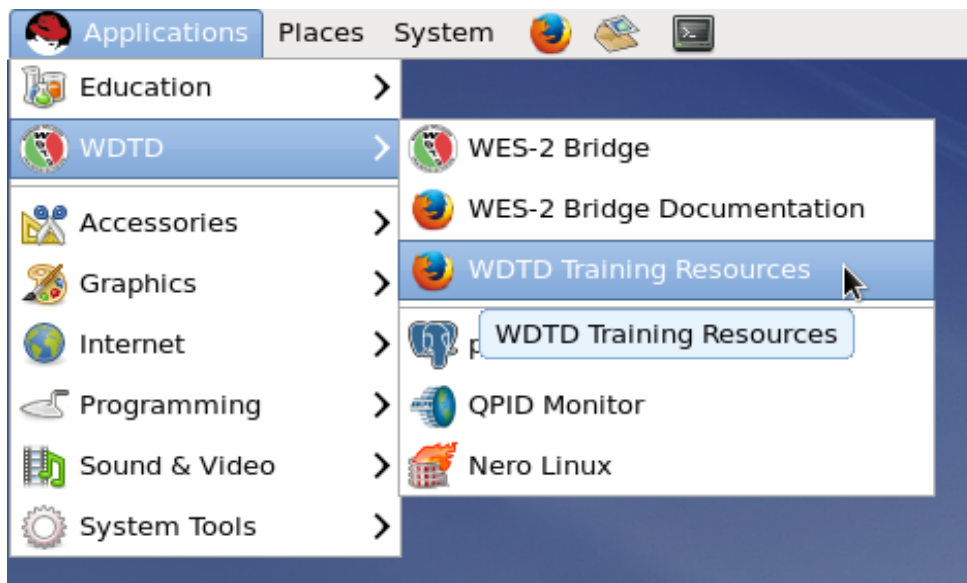 Applications Places System
Education
WDTD
Accessories
Graphics
Internet
Programming
Sound & Video
System Tools
WES-2 Bridge
WES-2 Bridge Documentation
WDTD Training Resources
WDTD Training Resources
QPID Monitor
Nero Linux